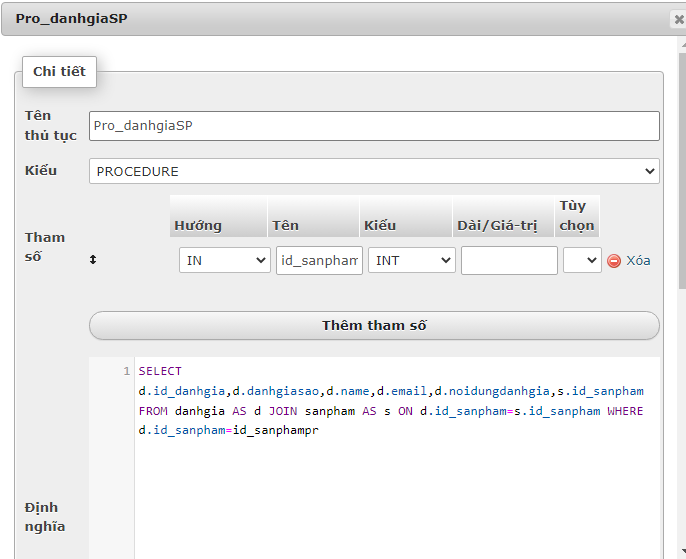 Pro_danhgiaSP
Chi tiết
Tên
thủ tục
Pro_danhgiaSP
Kiểu
PROCEDURE
Tham
số
Hướng Tên Kiểu Dài/Giá-trị Tùy
chọn
IN id_sanpham INT Xóa
Thêm tham số
1 SELECT
d.id_danhgia,d.danhgiasao,d.name,d.email,d.noidungdanhgia,s.id_sanpham
FROM danhgia AS d JOIN sanpham AS s ON d.id_sanpham=s.id_sanpham WHERE
d.id_sanpham=id_sanphampr
Định
nghĩa